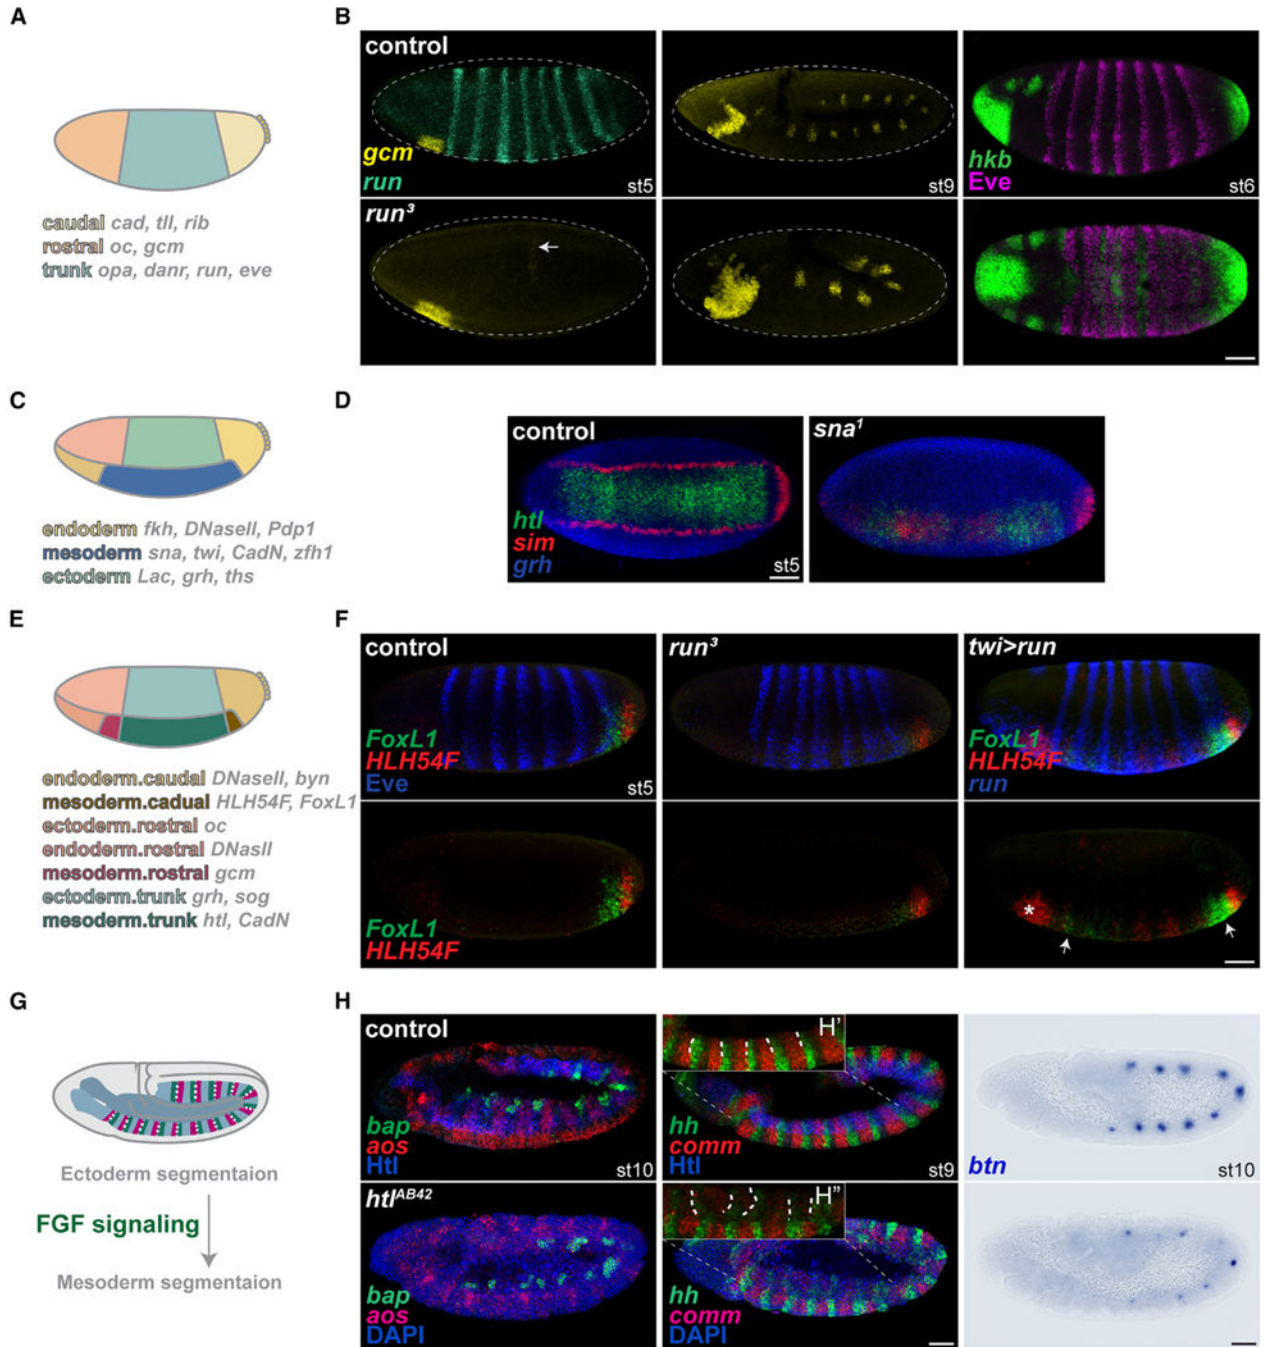 A
caudal cad, tll, rib
rostral oc, gcm
trunk opa, danr, run, eve
B
control
gcm
run
st5
st9
hkb
Eve
st6
run³
C
endoderm fkh, DNaseII, Pdp1
mesoderm sna, twi, CadN, zfh1
ectoderm Lac, grh, ths
D
control
htl
sim
grh
st5
sna¹
E
endoderm.caudal DNaseII, byn
mesoderm.cadual HLH54F, FoxL1
ectoderm.rostral oc
endoderm.rostral DNasII
mesoderm.rostral gcm
ectoderm.trunk grh, sog
mesoderm.trunk htl, CadN
F
control
FoxL1
HLH54F
Eve
st5
run³
twi>run
FoxL1
HLH54F
run
FoxL1
HLH54F
*
G
Ectoderm segmentaion
FGF signaling
Mesoderm segmentaion
H
control
bap
aos
Htl
st10
H'
hh
comm
Htl
st9
btn
st10
htlAB42
bap
aos
DAPI
H"
hh
comm
DAPI